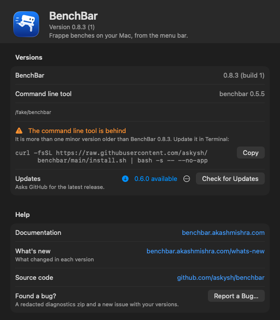 BenchBar
Version 0.8.3 (1)
Frappe benches on your Mac, from the menu bar.
Versions
BenchBar 0.8.3 (build 1)
Command line tool benchbar 0.5.5
/fake/benchbar
The command line tool is behind
It is more than one minor version older than BenchBar 0.8.3. Update it in Terminal:
curl -fsSL https://raw.githubusercontent.com/askysh/ Copy
benchbar/main/install.sh | bash -s -- --no-app
Updates 0.6.0 available Check for Updates
Asks GitHub for the latest release.
Help
Documentation benchbar.akashmishra.com
What's new benchbar.akashmishra.com/whats-new
What changed in each version
Source code github.com/askysh/benchbar
Found a bug? Report a Bug...
A redacted diagnostics zip and a new issue with your versions.